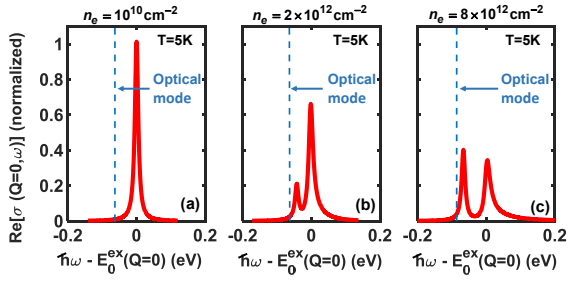 n_e = 10^10 cm^-2
n_e = 2×10^12 cm^-2
n_e = 8×10^12 cm^-2
Re[σ (Q=0,ω)] (normalized)
1
0.8
0.6
0.4
0.2
0
T=5K
Optical
mode
(a)
-0.2
0
0.2
ħω - E_0^ex(Q=0) (eV)
T=5K
Optical
mode
(b)
-0.2
0
0.2
ħω - E_0^ex(Q=0) (eV)
T=5K
Optical
mode
(c)
-0.2
0
0.2
ħω - E_0^ex(Q=0) (eV)